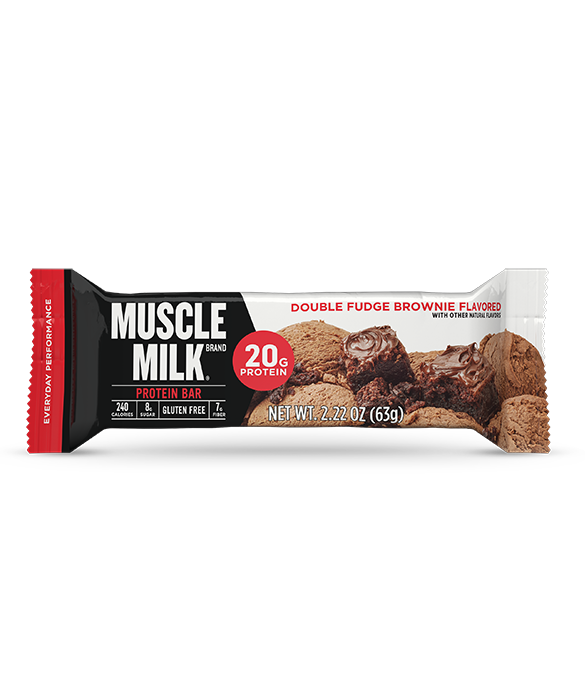 EVERYDAY PERFORMANCE
MUSCLE
MILK BRAND
®
PROTEIN BAR
240 CALORIES 8g SUGAR GLUTEN FREE 7g FIBER
20G
PROTEIN
DOUBLE FUDGE BROWNIE FLAVORED
WITH OTHER NATURAL FLAVORS
NET WT. 2.22 OZ (63g)